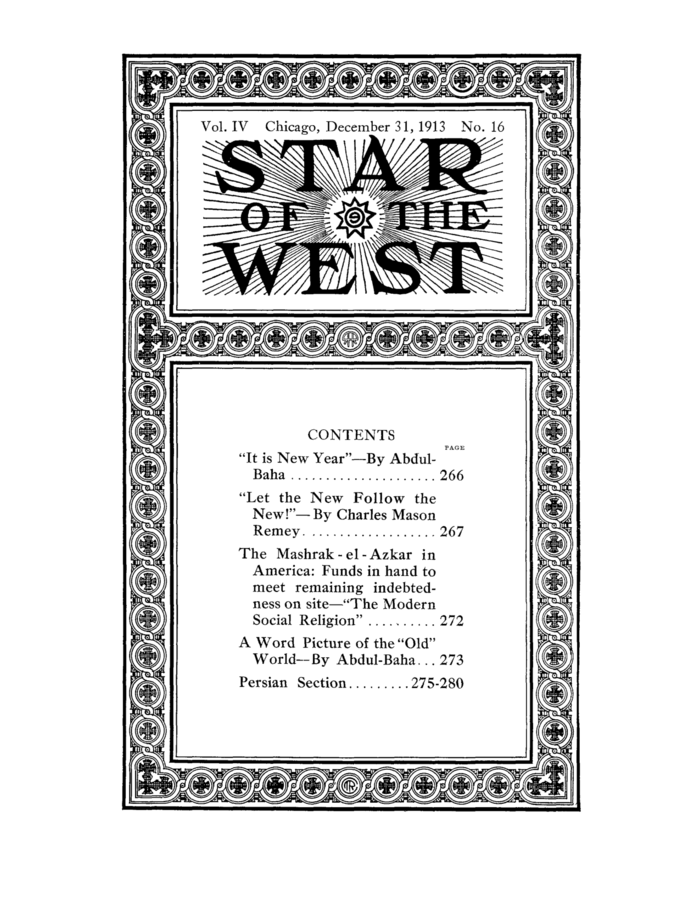 Vol. IV Chicago, December 31, 1913 No. 16
STAR
OF THE
WEST
CONTENTS
PAGE
"It is New Year"—By Abdul-
Baha .................... 266
"Let the New Follow the
New!"—By Charles Mason
Remey................... 267
The Mashrak-el-Azkar in
America: Funds in hand to
meet remaining indebted-
ness on site—"The Modern
Social Religion" .......... 272
A Word Picture of the "Old"
World—By Abdul-Baha... 273
Persian Section.........275-280